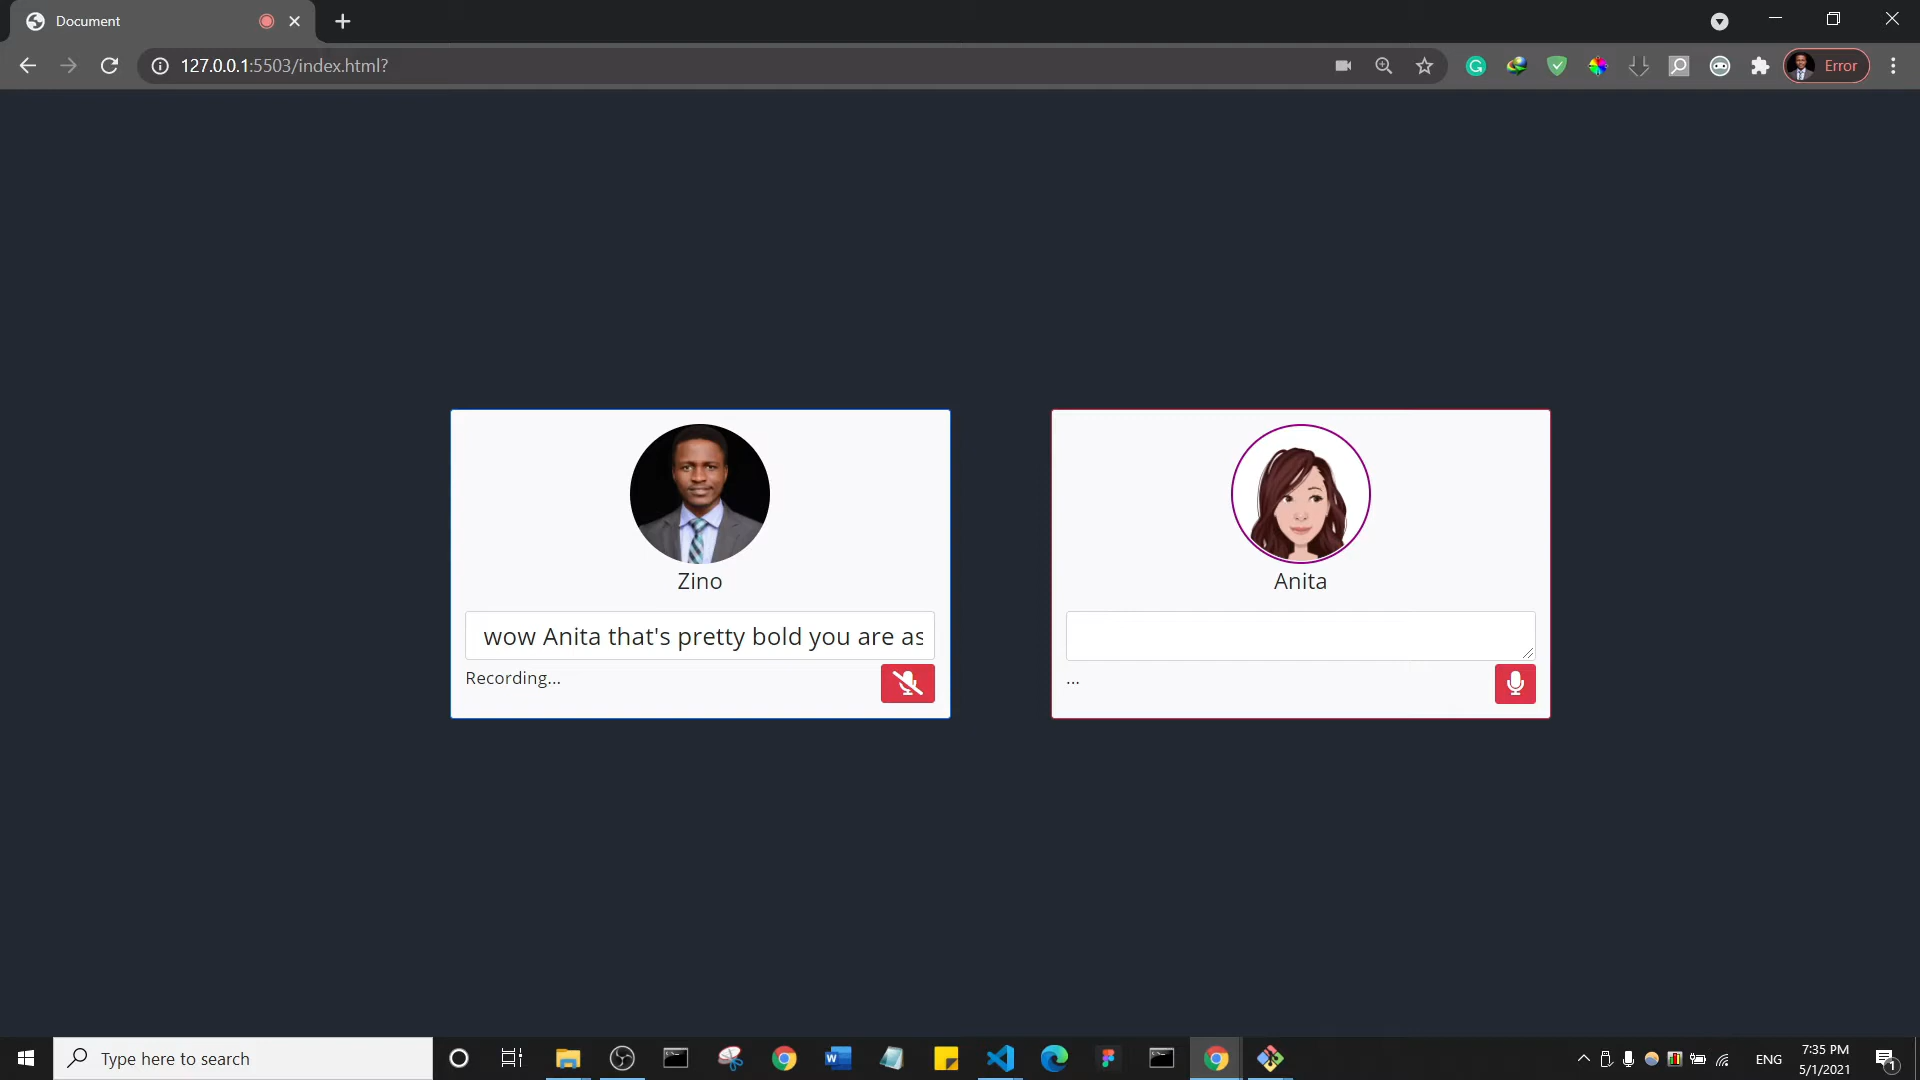 Document
127.0.0.1:5503/index.html?
Error
Zino
wow Anita that's pretty bold you are as
Recording...
Anita
...
Type here to search
ENG
7:35 PM
5/1/2021
1